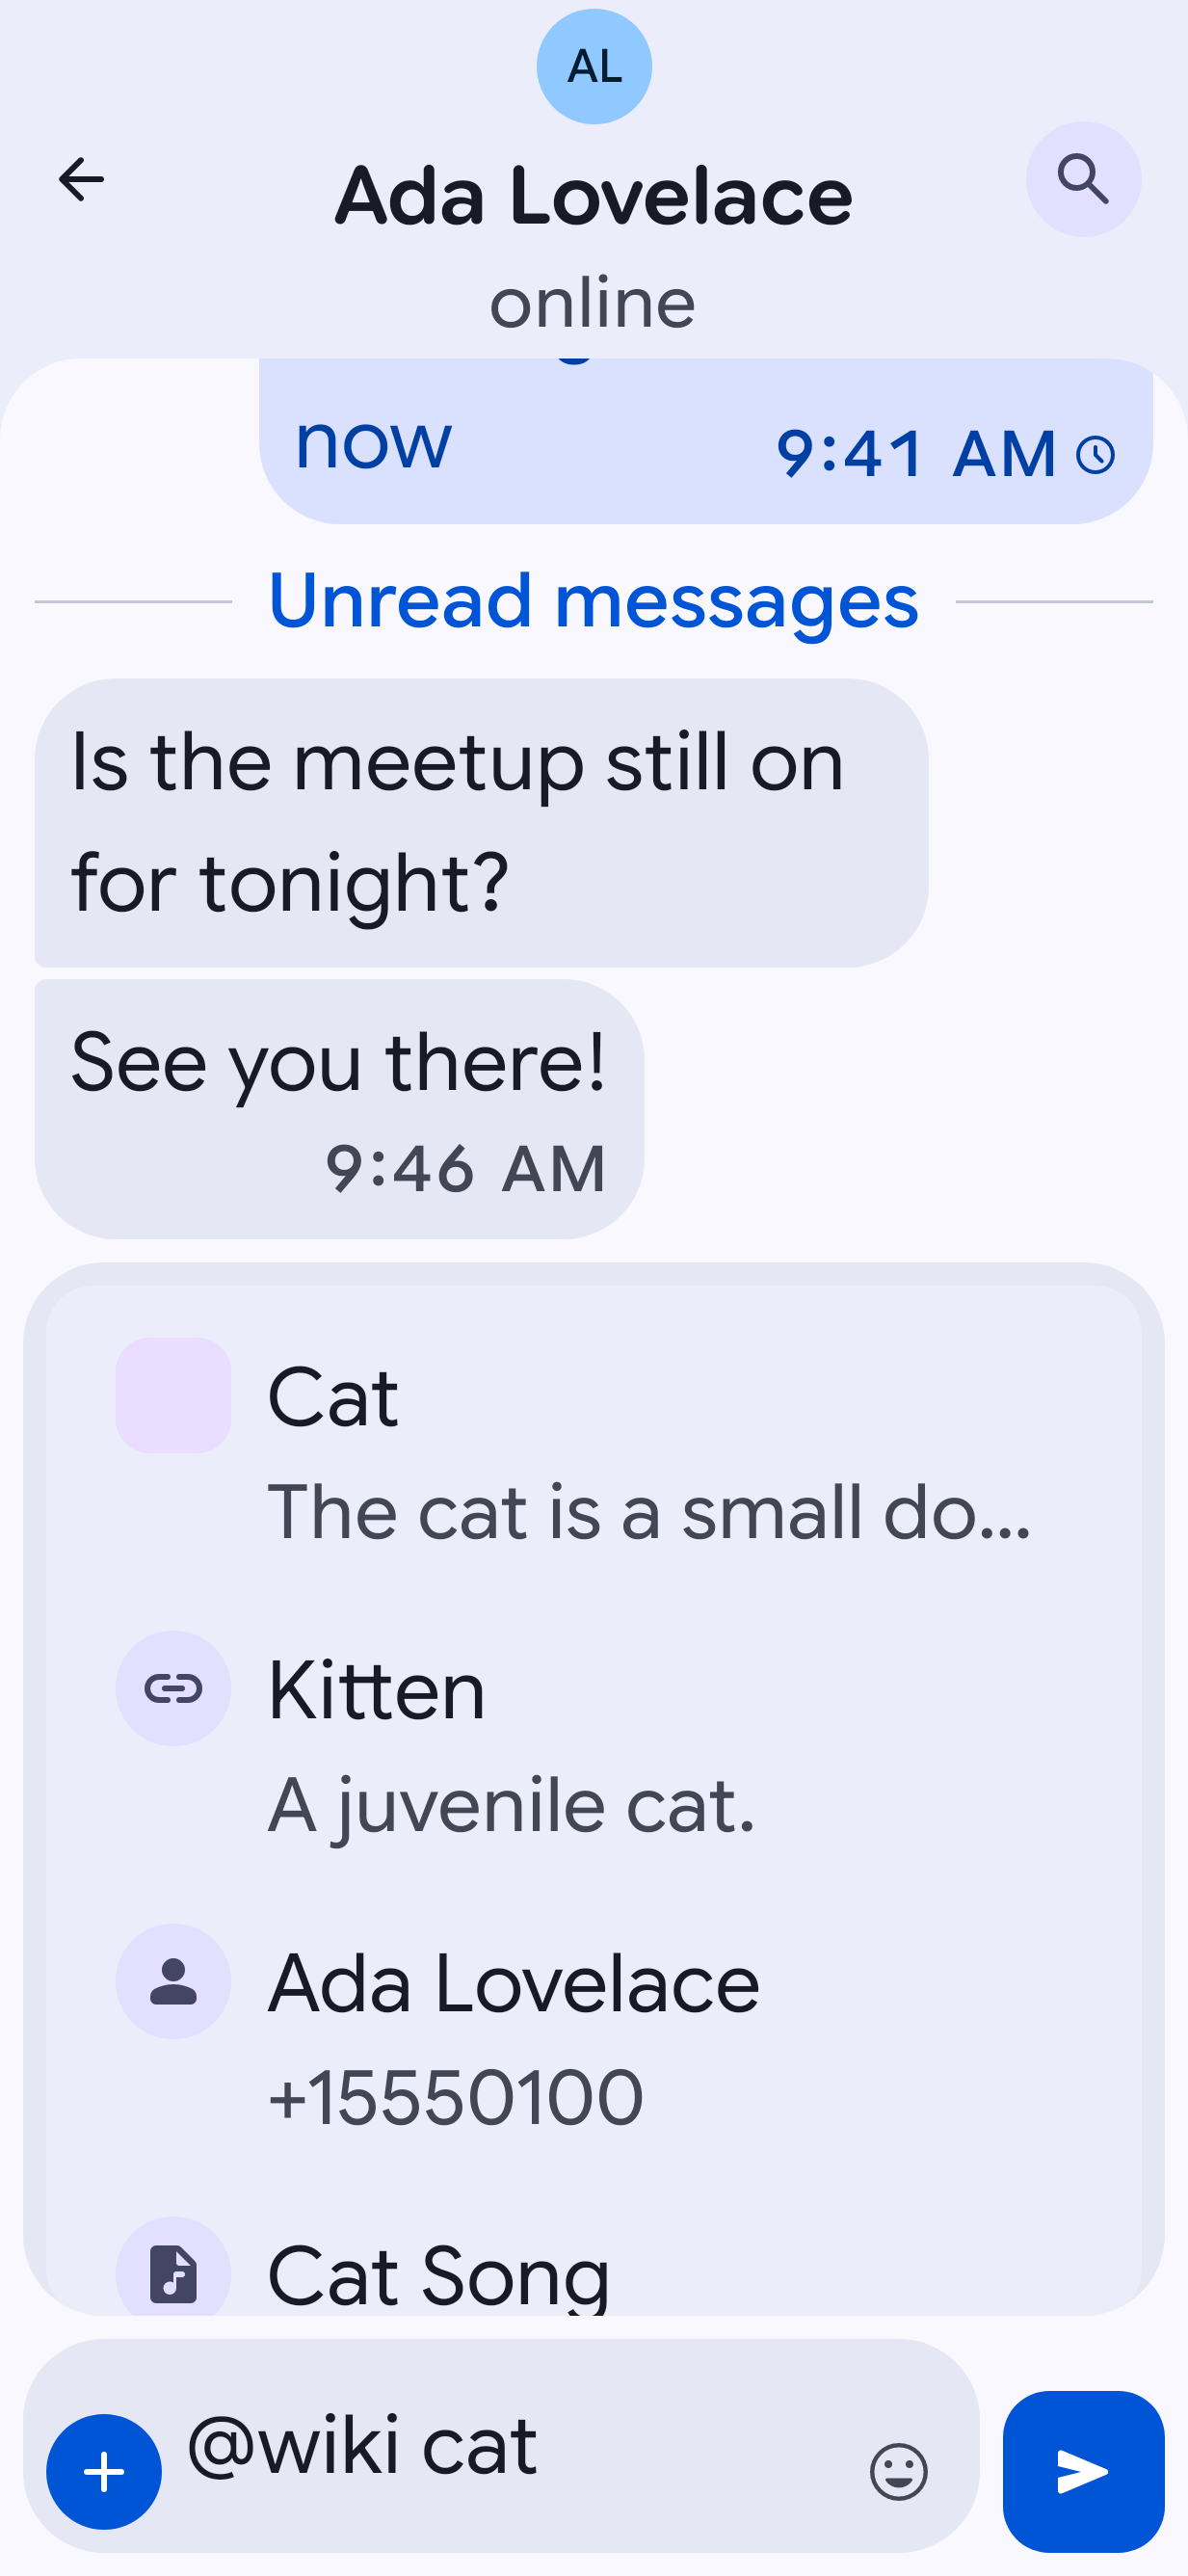 AL
Ada Lovelace
online
now
9:41 AM
Unread messages
Is the meetup still on
for tonight?
See you there!
9:46 AM
Cat
The cat is a small do...
Kitten
A juvenile cat.
Ada Lovelace
+15550100
Cat Song
@wiki cat